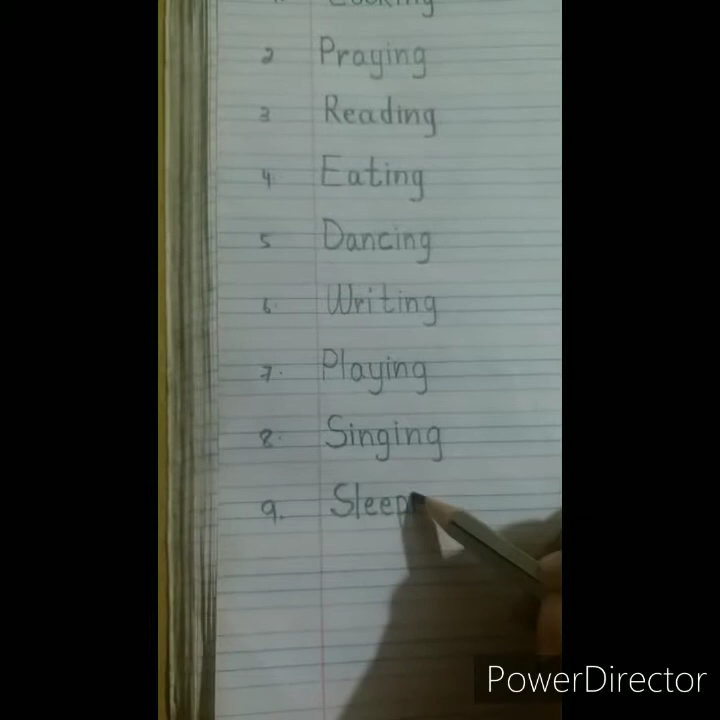 2 Praying
3 Reading
4. Eating
5 Dancing
6. Writing
7. Playing
8. Singing
9. Sleep
PowerDirector